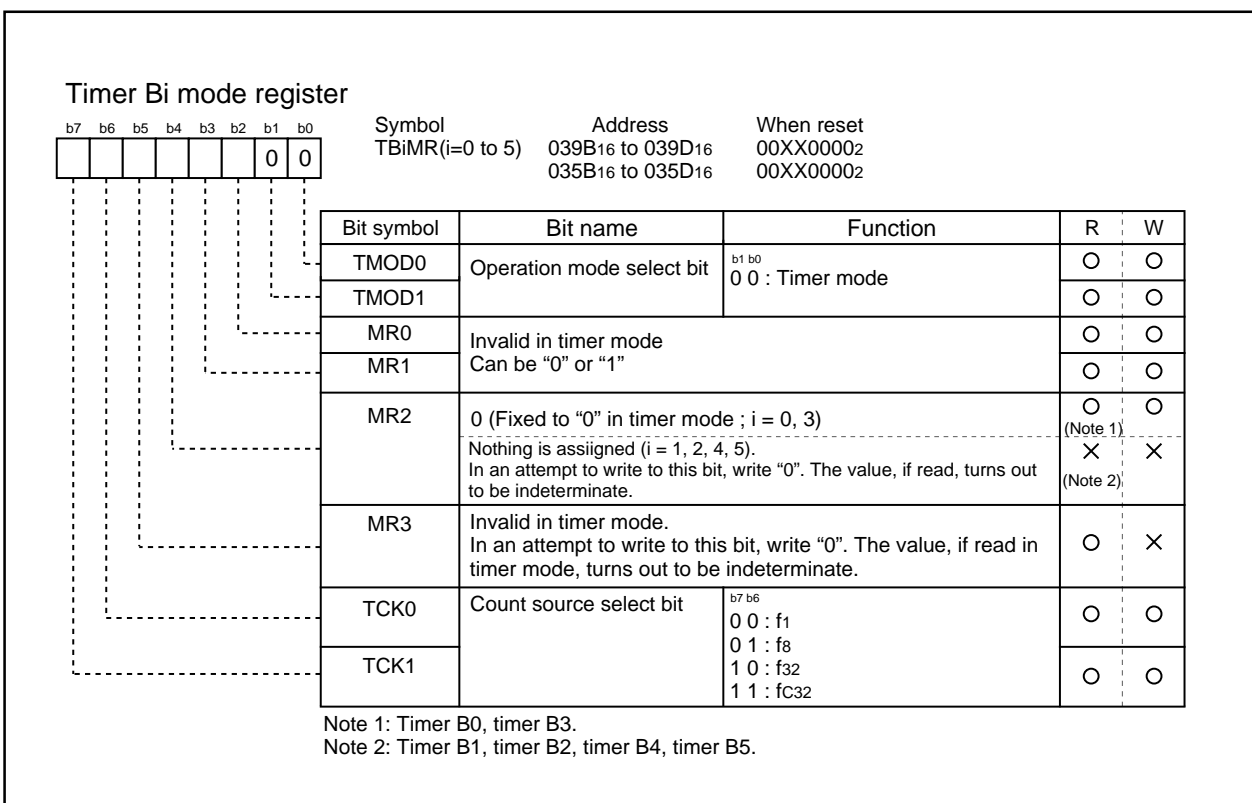 Timer Bi mode register
b7 b6 b5 b4 b3 b2 b1 b0
0 0
Symbol Address When reset
TBiMR(i=0 to 5) 039B16 to 039D16 00XX00002
035B16 to 035D16 00XX00002
Bit symbol Bit name Function R W
TMOD0 Operation mode select bit b1 b0
0 0 : Timer mode
TMOD1
MR0 Invalid in timer mode
MR1 Can be “0” or “1”
MR2 0 (Fixed to “0” in timer mode ; i = 0, 3)
(Note 1)
Nothing is assiigned (i = 1, 2, 4, 5).
In an attempt to write to this bit, write “0”. The value, if read, turns out
to be indeterminate.
(Note 2)
MR3 Invalid in timer mode.
In an attempt to write to this bit, write “0”. The value, if read in
timer mode, turns out to be indeterminate.
TCK0 Count source select bit b7 b6
0 0 : f1
0 1 : f8
TCK1 1 0 : f32
1 1 : fC32
Note 1: Timer B0, timer B3.
Note 2: Timer B1, timer B2, timer B4, timer B5.